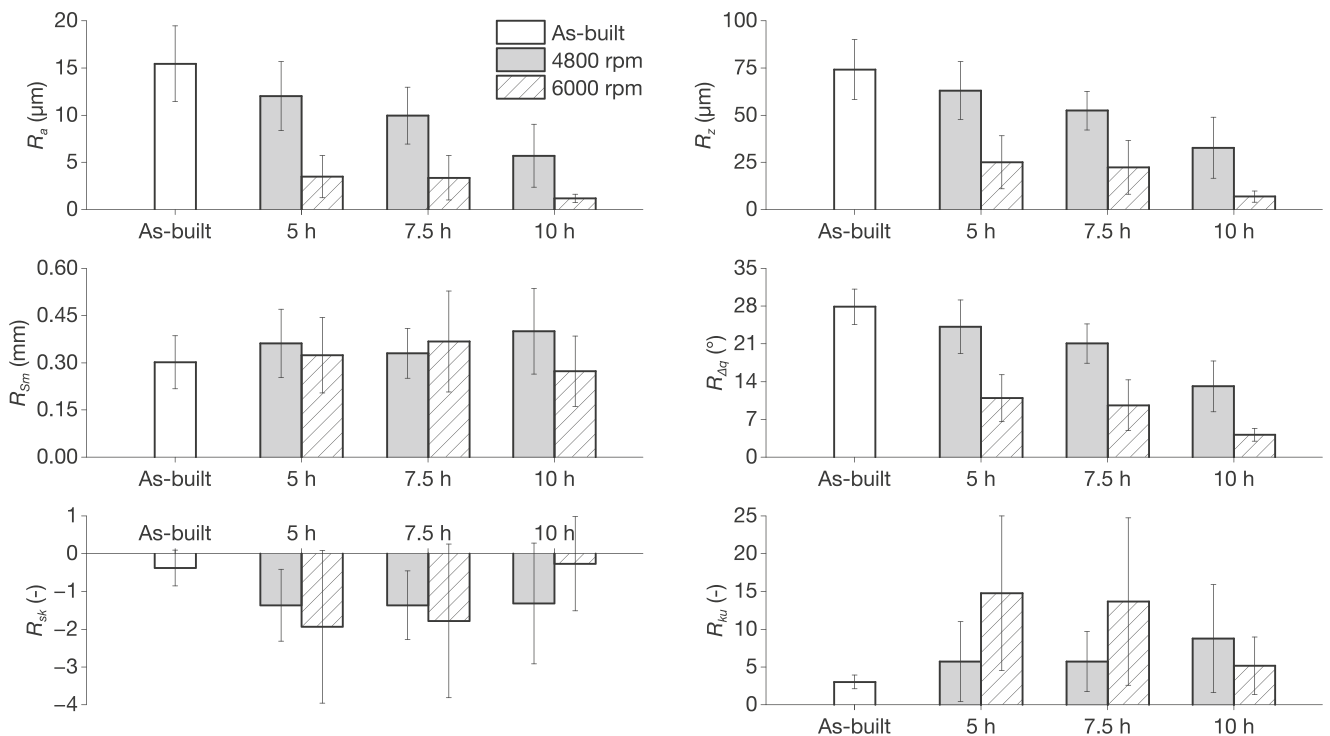 20
15
10
5
0
Ra (µm)
As-built
5 h
7.5 h
10 h
As-built
4800 rpm
6000 rpm
100
75
50
25
0
Rz (µm)
As-built
5 h
7.5 h
10 h
0.60
0.45
0.30
0.15
0.00
RSm (mm)
As-built
5 h
7.5 h
10 h
35
28
21
14
7
0
RΔq (°)
As-built
5 h
7.5 h
10 h
1
0
−1
−2
−3
−4
Rsk (-)
As-built
5 h
7.5 h
10 h
25
20
15
10
5
0
Rku (-)
As-built
5 h
7.5 h
10 h